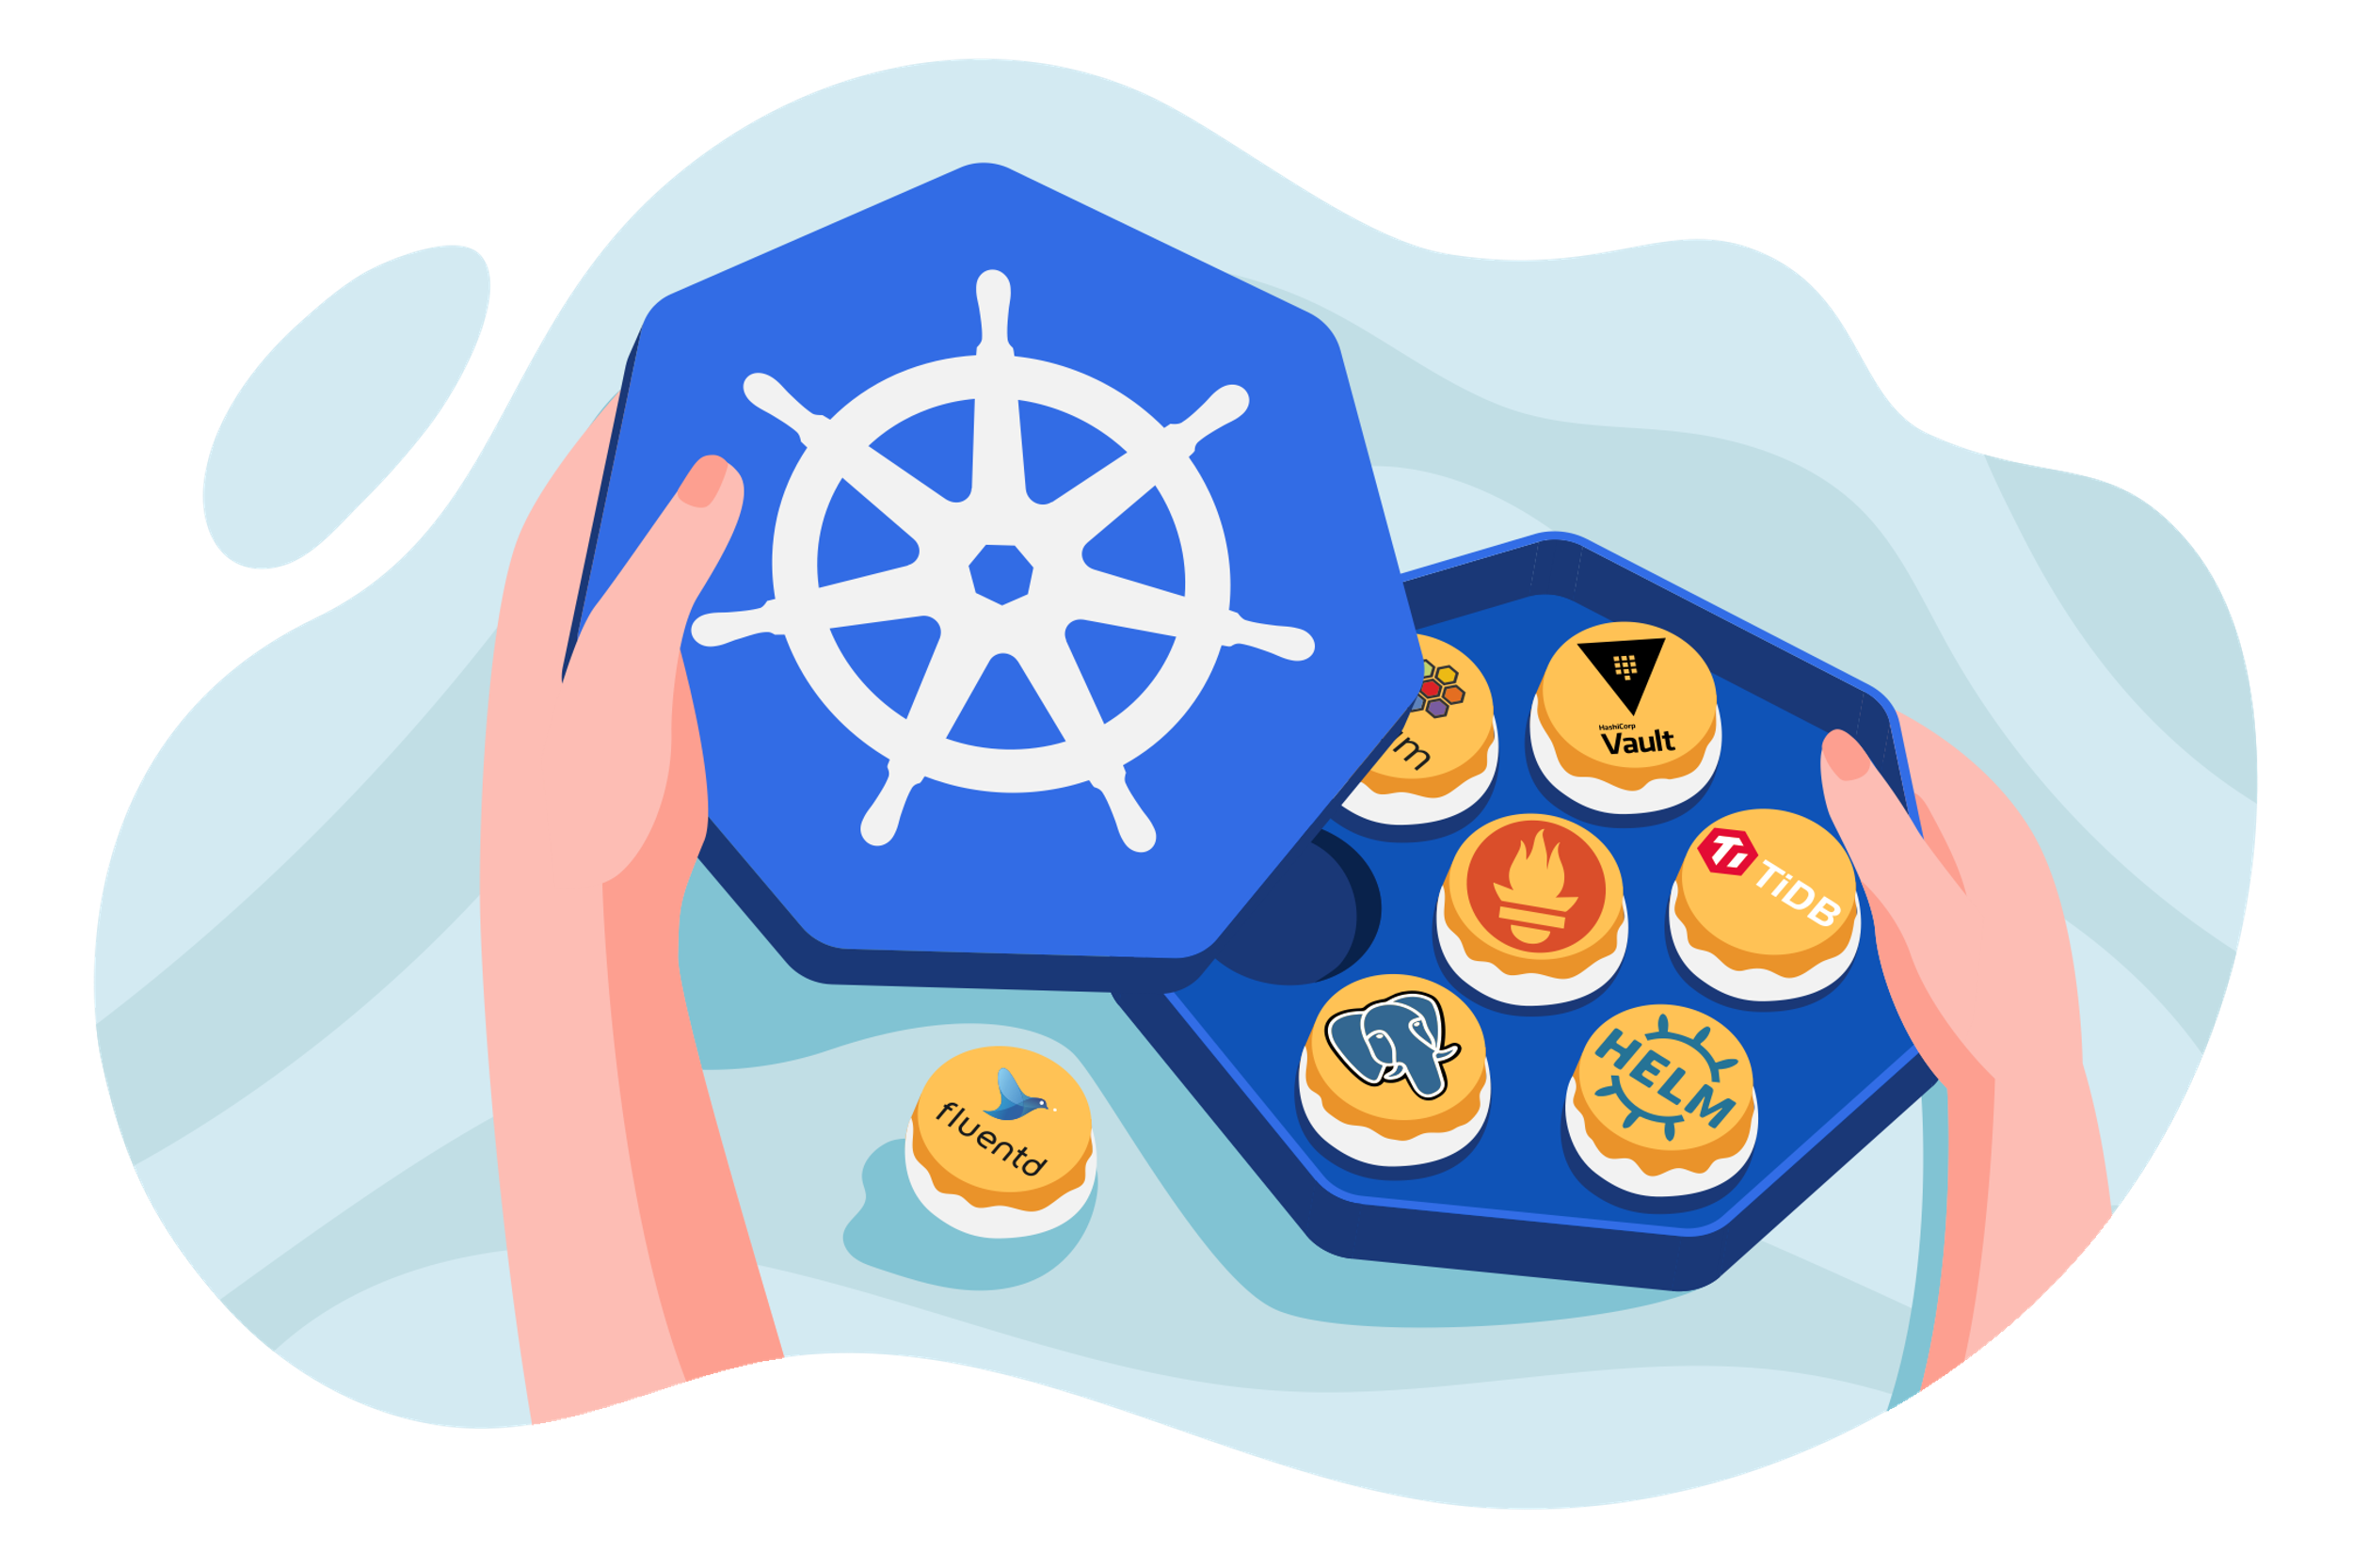 m
HashiCorp
Vault
TiDB
HELM
fluentd